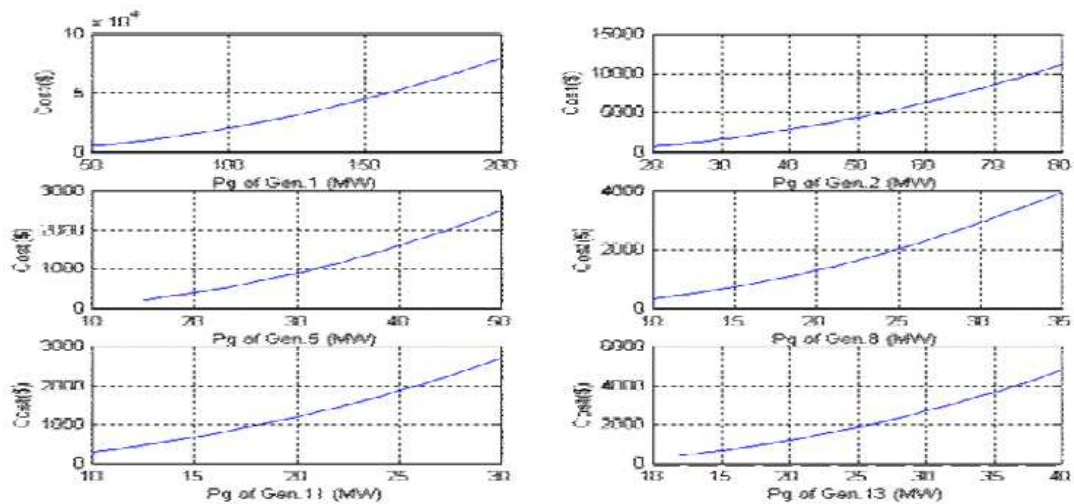 × 10⁴
10
5
0
Cost($)
50 100 150 200
Pg of Gen.1 (MW)
15000
10000
5000
0
Cost($)
20 30 40 50 60 70 80
Pg of Gen.2 (MW)
3000
2000
1000
0
Cost($)
10 20 30 40 50
Pg of Gen.5 (MW)
4000
2000
0
Cost($)
10 15 20 25 30 35
Pg of Gen.8 (MW)
3000
2000
1000
0
Cost($)
10 15 20 25 30
Pg of Gen.11 (MW)
6000
4000
2000
0
Cost($)
10 15 20 25 30 35 40
Pg of Gen.13 (MW)